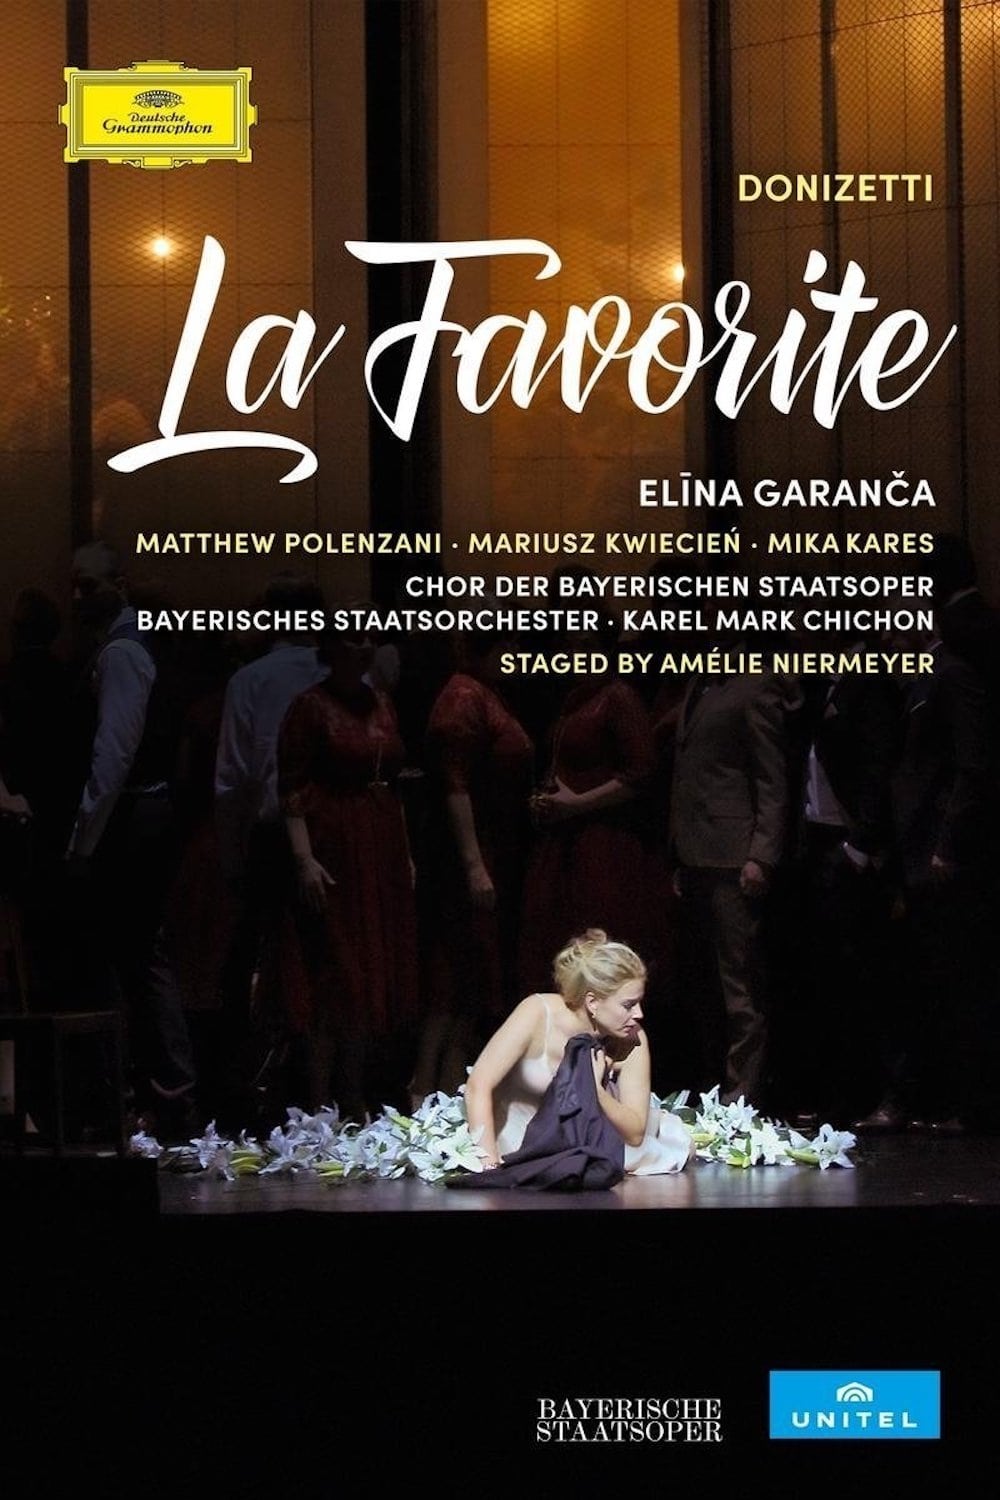 Deutsche
Grammophon
DONIZETTI
La Favorite
ELĪNA GARANČA
MATTHEW POLENZANI · MARIUSZ KWIECIEŃ · MIKA KARES
CHOR DER BAYERISCHEN STAATSOPER
BAYERISCHES STAATSORCHESTER · KAREL MARK CHICHON
STAGED BY AMÉLIE NIERMEYER
BAYERISCHE
STAATSOPER
UNITEL